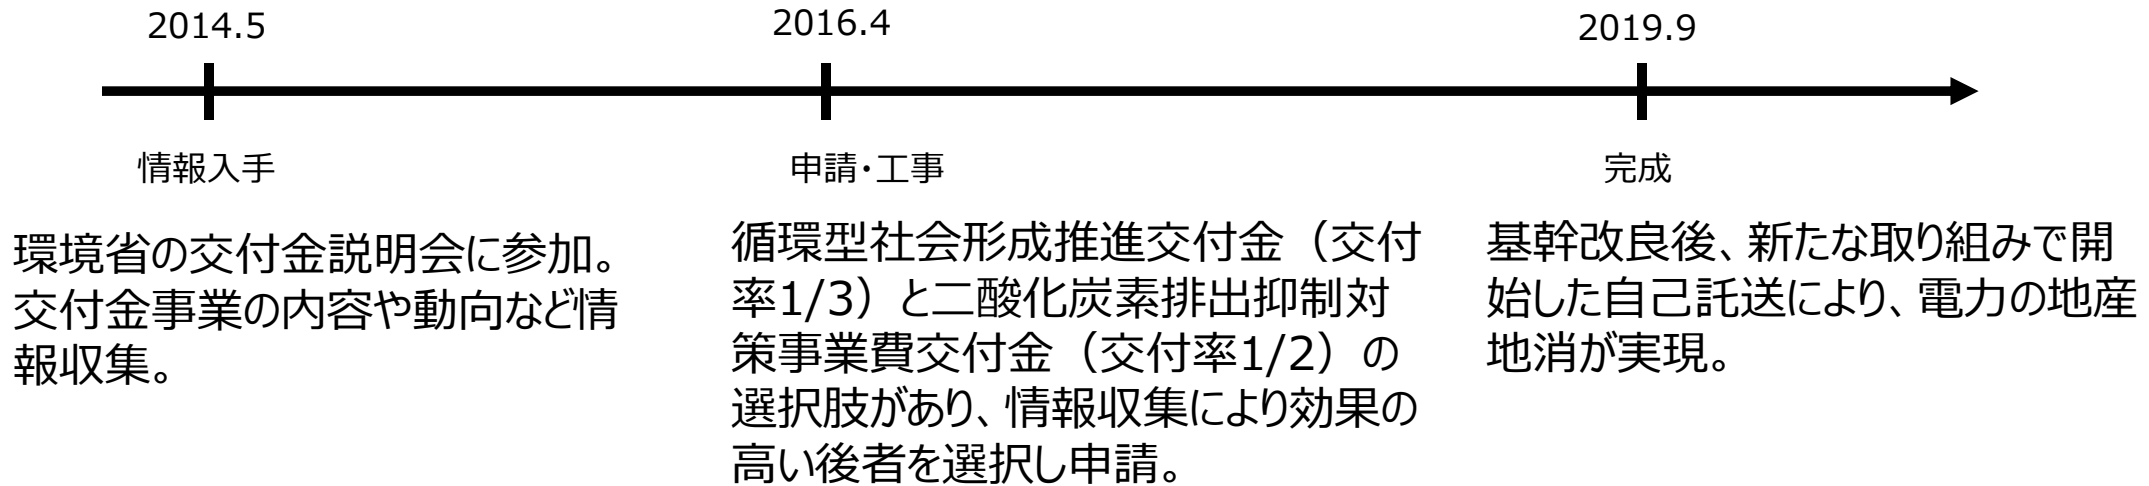 2014.5
2016.4
2019.9
情報入手
申請・工事
完成
環境省の交付金説明会に参加。
交付金事業の内容や動向など情
報収集。
循環型社会形成推進交付金（交付
率1/3）と二酸化炭素排出抑制対
策事業費交付金（交付率1/2）の
選択肢があり、情報収集により効果の
高い後者を選択し申請。
基幹改良後、新たな取り組みで開
始した自己託送により、電力の地産
地消が実現。